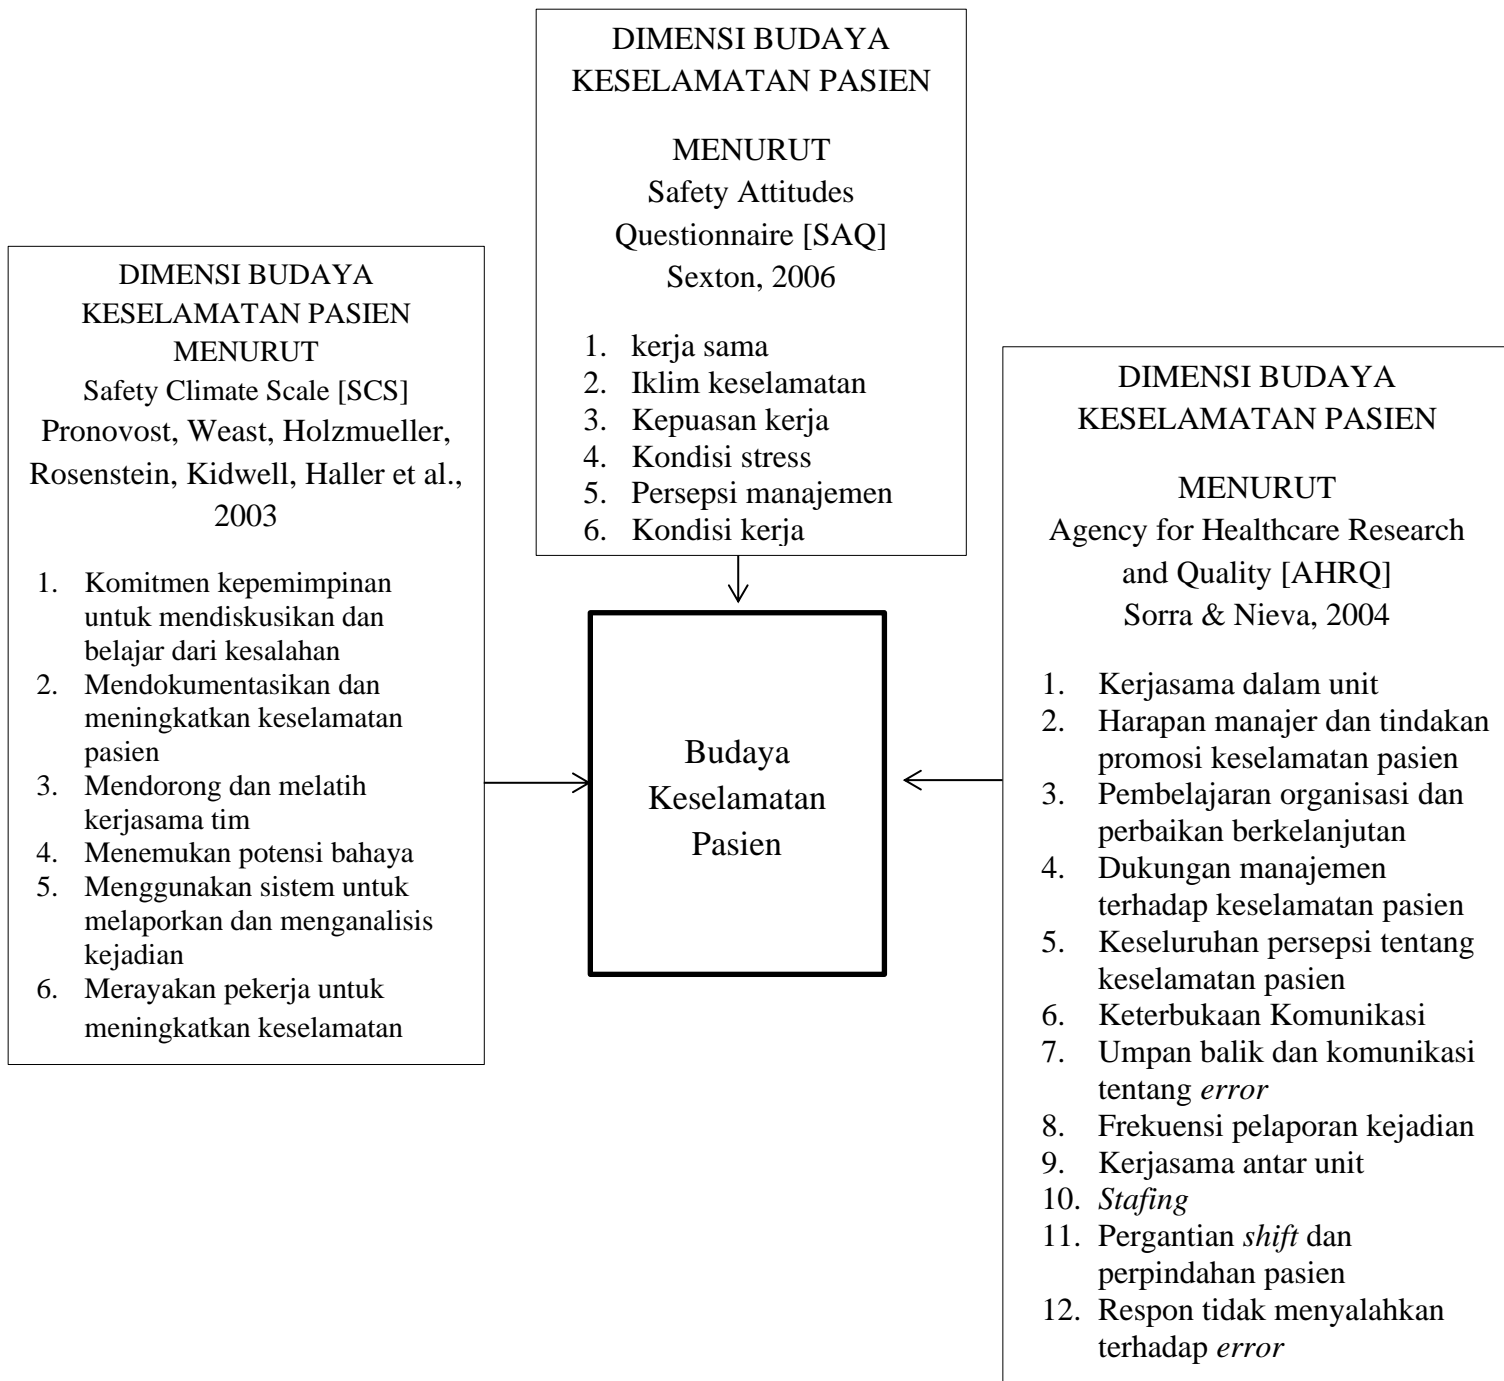 DIMENSI BUDAYA
KESELAMATAN PASIEN
MENURUT
Safety Attitudes
Questionnaire [SAQ]
Sexton, 2006
1. kerja sama
2. Iklim keselamatan
3. Kepuasan kerja
4. Kondisi stress
5. Persepsi manajemen
6. Kondisi kerja
DIMENSI BUDAYA
KESELAMATAN PASIEN
MENURUT
Safety Climate Scale [SCS]
Pronovost, Weast, Holzmueller,
Rosenstein, Kidwell, Haller et al.,
2003
1. Komitmen kepemimpinan
untuk mendiskusikan dan
belajar dari kesalahan
2. Mendokumentasikan dan
meningkatkan keselamatan
pasien
3. Mendorong dan melatih
kerjasama tim
4. Menemukan potensi bahaya
5. Menggunakan sistem untuk
melaporkan dan menganalisis
kejadian
6. Merayakan pekerja untuk
meningkatkan keselamatan
Budaya
Keselamatan
Pasien
DIMENSI BUDAYA
KESELAMATAN PASIEN
MENURUT
Agency for Healthcare Research
and Quality [AHRQ]
Sorra & Nieva, 2004
1. Kerjasama dalam unit
2. Harapan manajer dan tindakan
promosi keselamatan pasien
3. Pembelajaran organisasi dan
perbaikan berkelanjutan
4. Dukungan manajemen
terhadap keselamatan pasien
5. Keseluruhan persepsi tentang
keselamatan pasien
6. Keterbukaan Komunikasi
7. Umpan balik dan komunikasi
tentang error
8. Frekuensi pelaporan kejadian
9. Kerjasama antar unit
10. Stafing
11. Pergantian shift dan
perpindahan pasien
12. Respon tidak menyalahkan
terhadap error